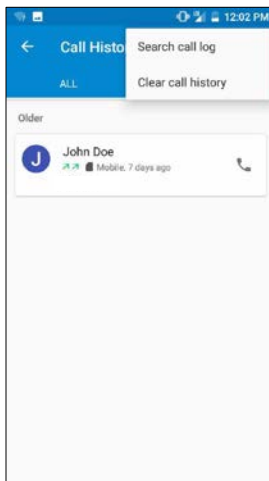 12:02 PM
Call Histo
Search call log
ALL
Clear call history
Older
J
John Doe
Mobile, 7 days ago